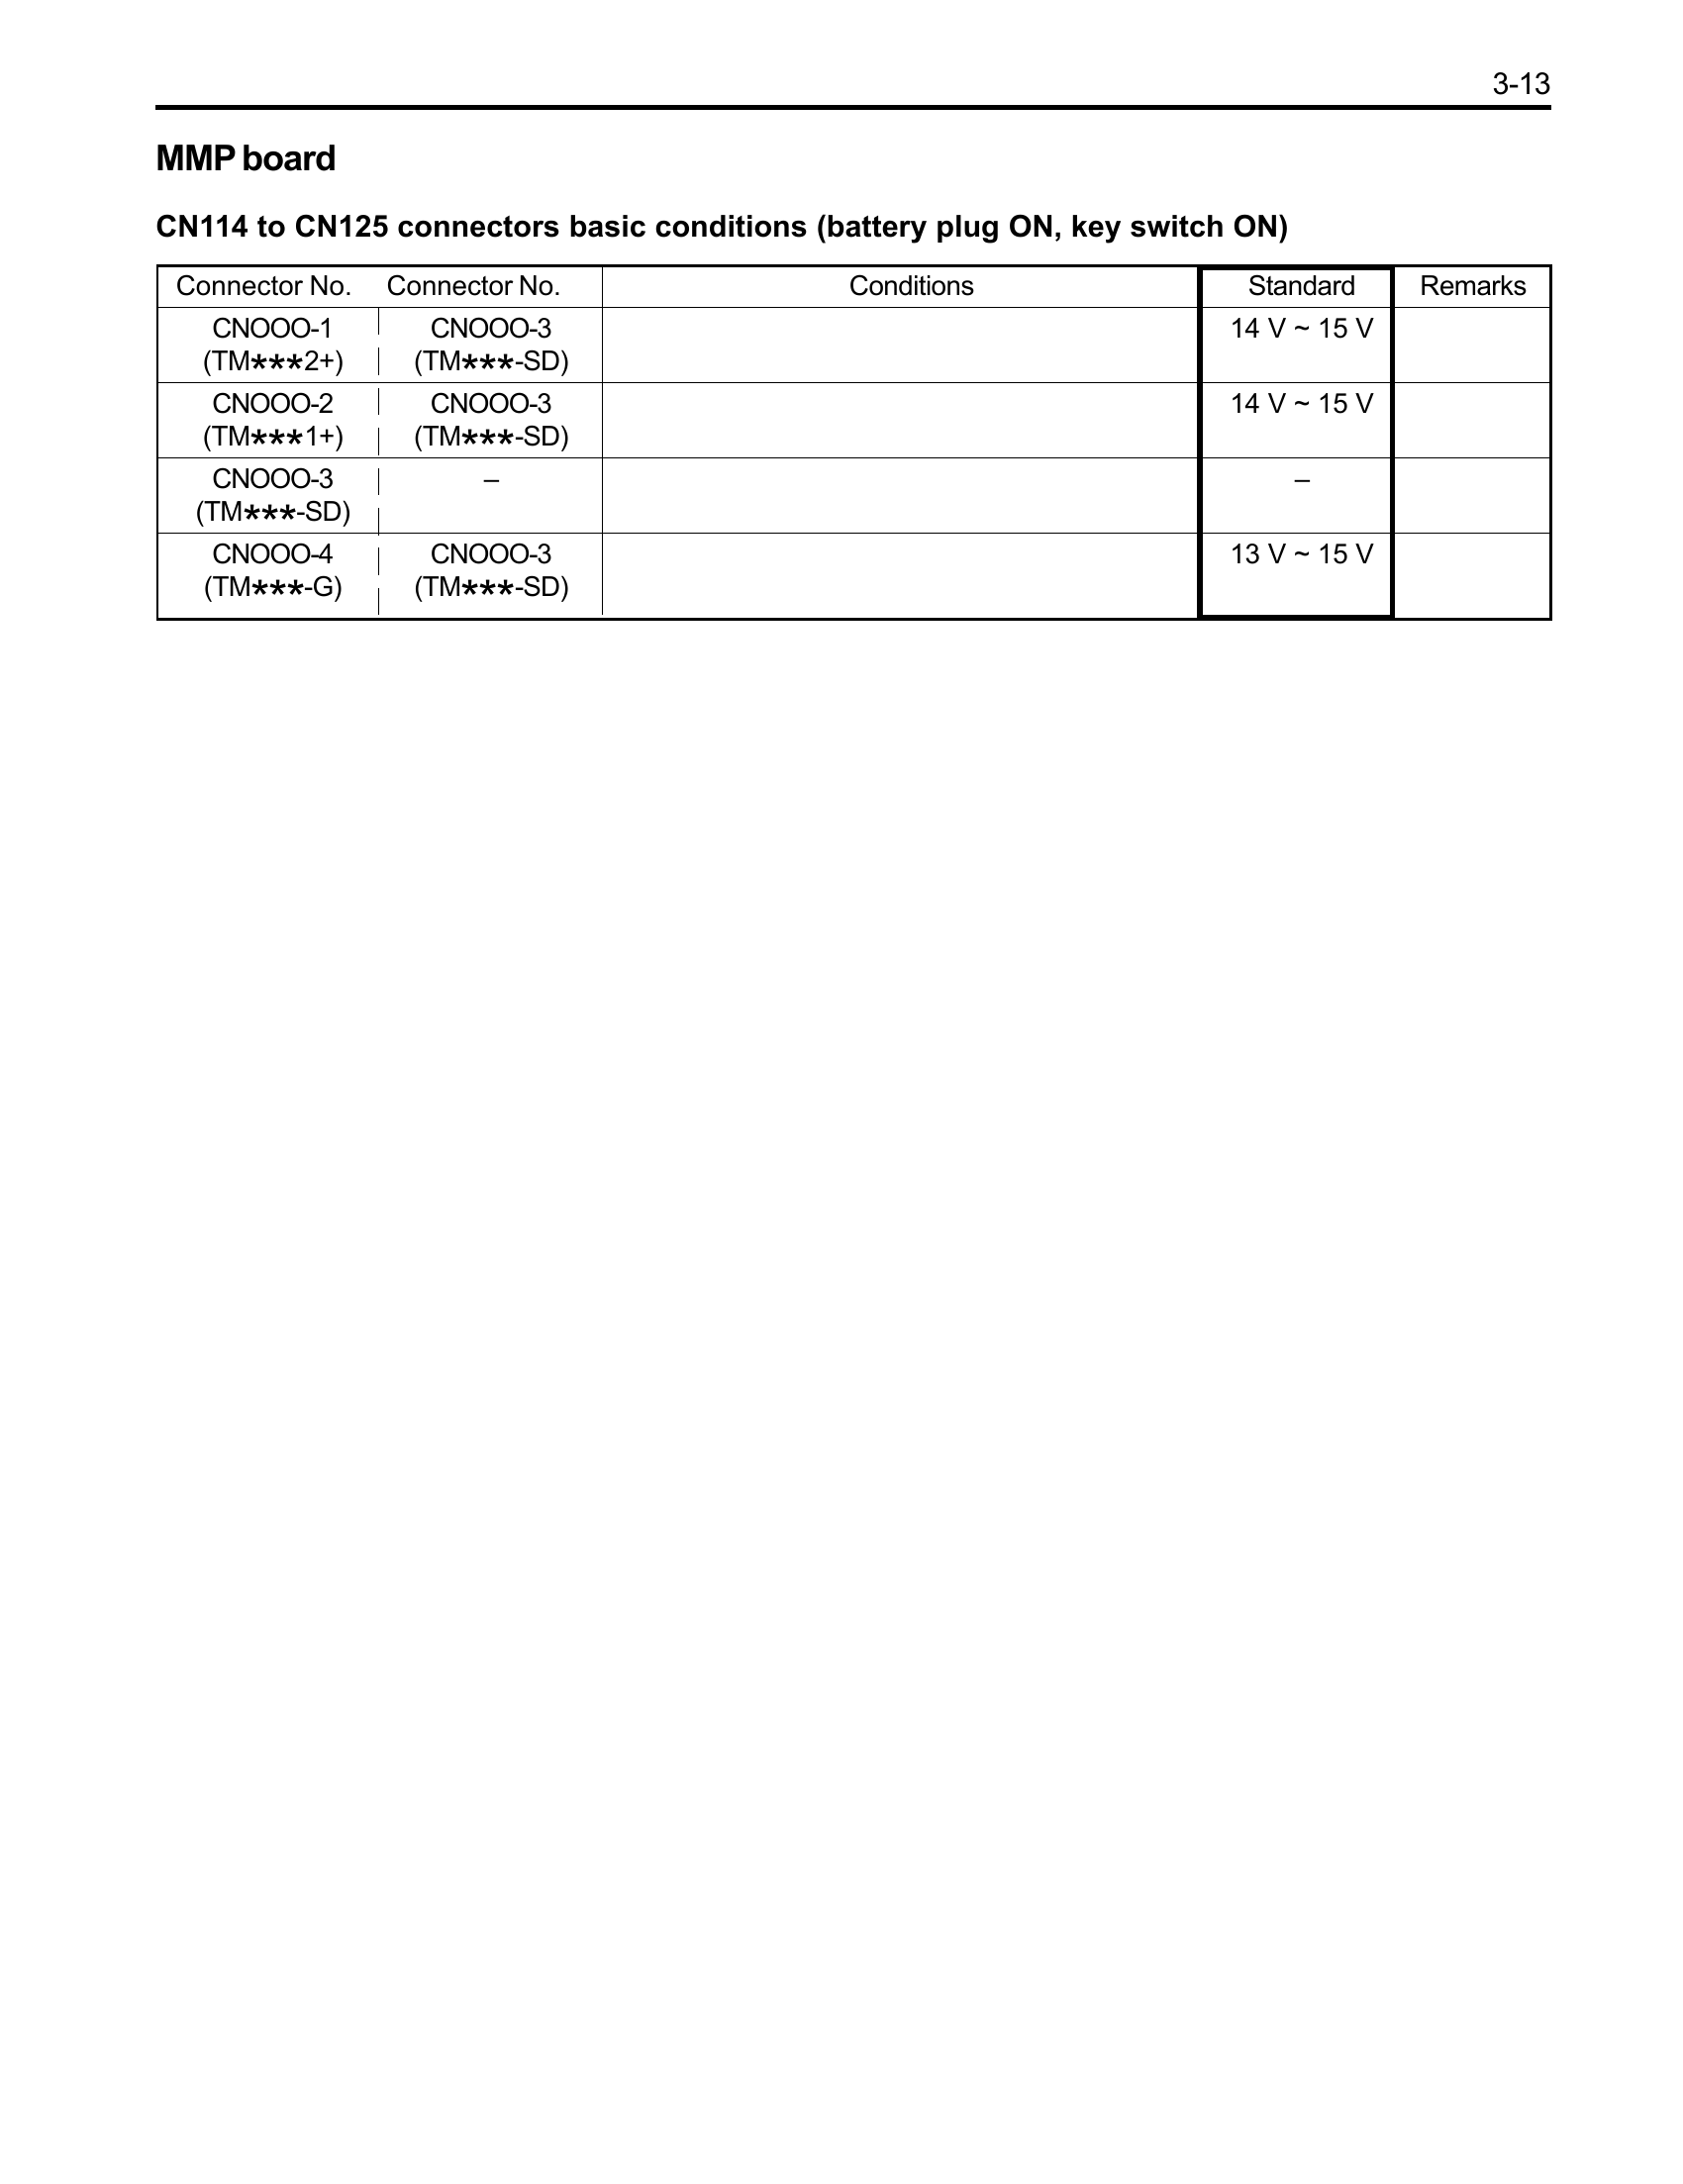 3-13
MMP board
CN114 to CN125 connectors basic conditions (battery plug ON, key switch ON)
Connector No. Connector No. Conditions Standard Remarks
CNOOO-1 CNOOO-3 14 V ~ 15 V
(TM***2+) (TM***-SD)
CNOOO-2 CNOOO-3 14 V ~ 15 V
(TM***1+) (TM***-SD)
CNOOO-3 – –
(TM***-SD)
CNOOO-4 CNOOO-3 13 V ~ 15 V
(TM***-G) (TM***-SD)